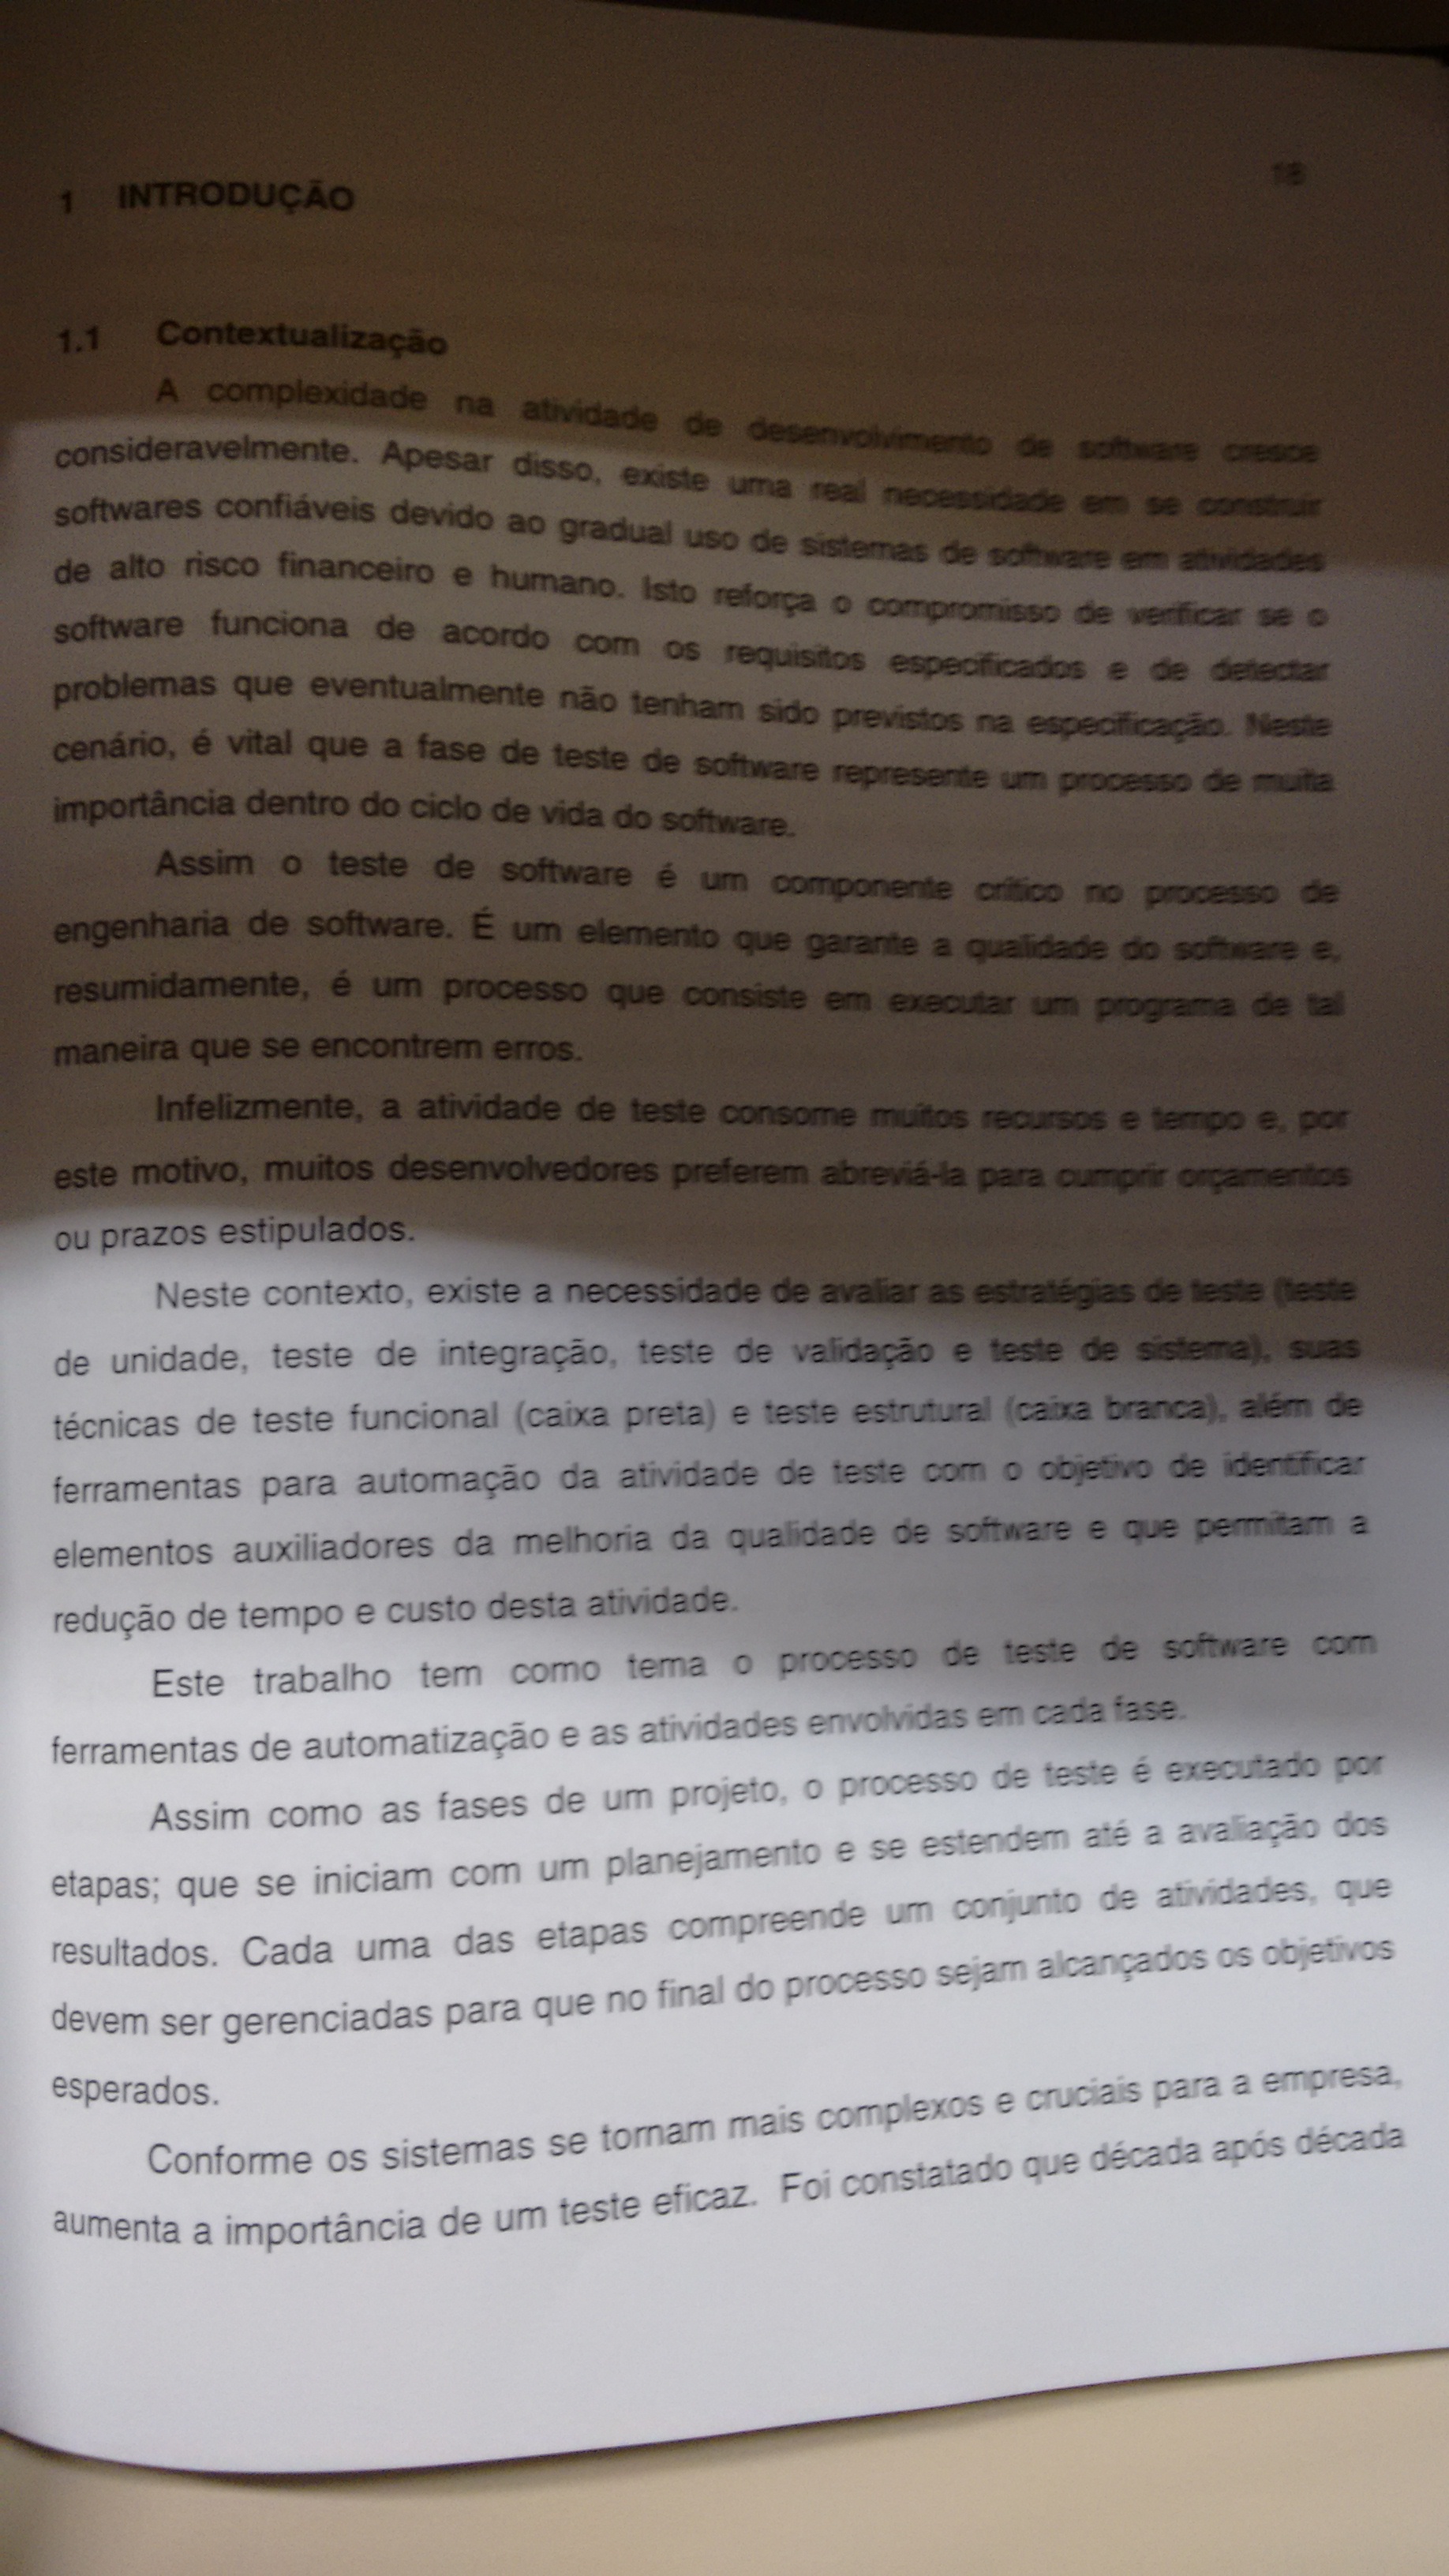 1 INTRODUÇÃO
1.1 Contextualização
A complexidade na atividade de desenvolvimento de software cresce
consideravelmente. Apesar disso, existe uma real necessidade em se construir
softwares confiáveis devido ao gradual uso de sistemas de software em atividades
de alto risco financeiro e humano. Isto reforça o compromisso de verificar se o
software funciona de acordo com os requisitos especificados e de detectar
problemas que eventualmente não tenham sido previstos na especificação. Neste
cenário, é vital que a fase de teste de software represente um processo de muita
importância dentro do ciclo de vida do software.
Assim o teste de software é um componente crítico no processo de
engenharia de software. É um elemento que garante a qualidade do software e,
resumidamente, é um processo que consiste em executar um programa de tal
maneira que se encontrem erros.
Infelizmente, a atividade de teste consome muitos recursos e tempo e, por
este motivo, muitos desenvolvedores preferem abreviá-la para cumprir orçamentos
ou prazos estipulados.
Neste contexto, existe a necessidade de avaliar as estratégias de teste (teste
de unidade, teste de integração, teste de validação e teste de sistema), suas
técnicas de teste funcional (caixa preta) e teste estrutural (caixa branca), além de
ferramentas para automação da atividade de teste com o objetivo de identificar
elementos auxiliadores da melhoria da qualidade de software e que permitam a
redução de tempo e custo desta atividade.
Este trabalho tem como tema o processo de teste de software com
ferramentas de automatização e as atividades envolvidas em cada fase.
Assim como as fases de um projeto, o processo de teste é executado por
etapas; que se iniciam com um planejamento e se estendem até a avaliação dos
resultados. Cada uma das etapas compreende um conjunto de atividades, que
devem ser gerenciadas para que no final do processo sejam alcançados os objetivos
esperados.
Conforme os sistemas se tornam mais complexos e cruciais para a empresa,
aumenta a importância de um teste eficaz. Foi constatado que década após década